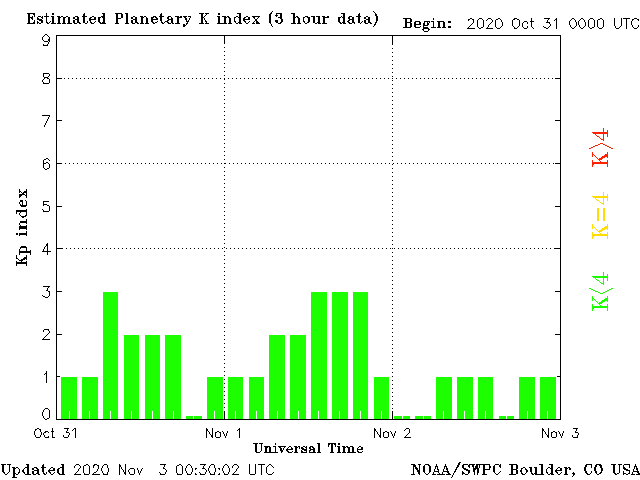 Estimated Planetary K index (3 hour data)
Begin: 2020 Oct 31 0000 UTC
9
8
7
6
5
4
3
2
1
0
Kp index
K>4
K=4
K<4
Oct 31 Nov 1 Nov 2 Nov 3
Universal Time
Updated 2020 Nov 3 00:30:02 UTC
NOAA/SWPC Boulder, CO USA